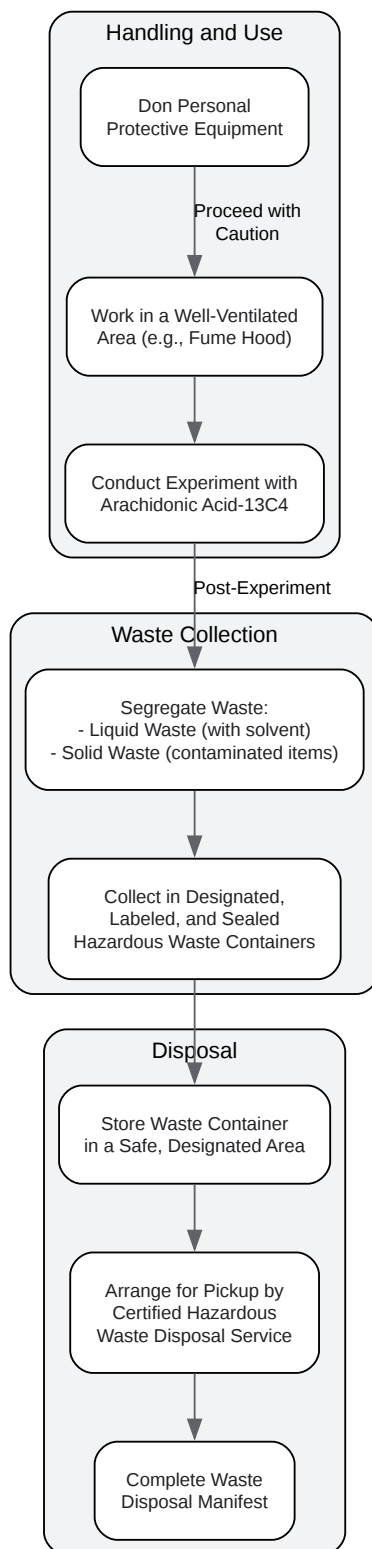 Handling and Use
Don Personal
Protective Equipment
Proceed with
Caution
Work in a Well-Ventilated
Area (e.g., Fume Hood)
Conduct Experiment with
Arachidonic Acid-13C4
Post-Experiment
Waste Collection
Segregate Waste:
- Liquid Waste (with solvent)
- Solid Waste (contaminated items)
Collect in Designated,
Labeled, and Sealed
Hazardous Waste Containers
Disposal
Store Waste Container
in a Safe, Designated Area
Arrange for Pickup by
Certified Hazardous
Waste Disposal Service
Complete Waste
Disposal Manifest